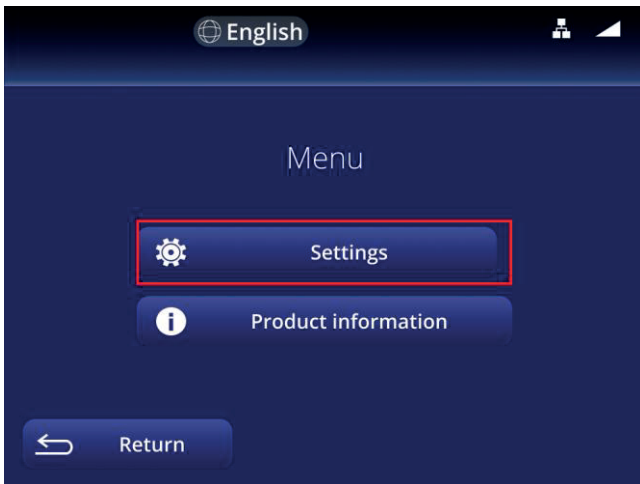 English
Menu
Settings
Product information
Return